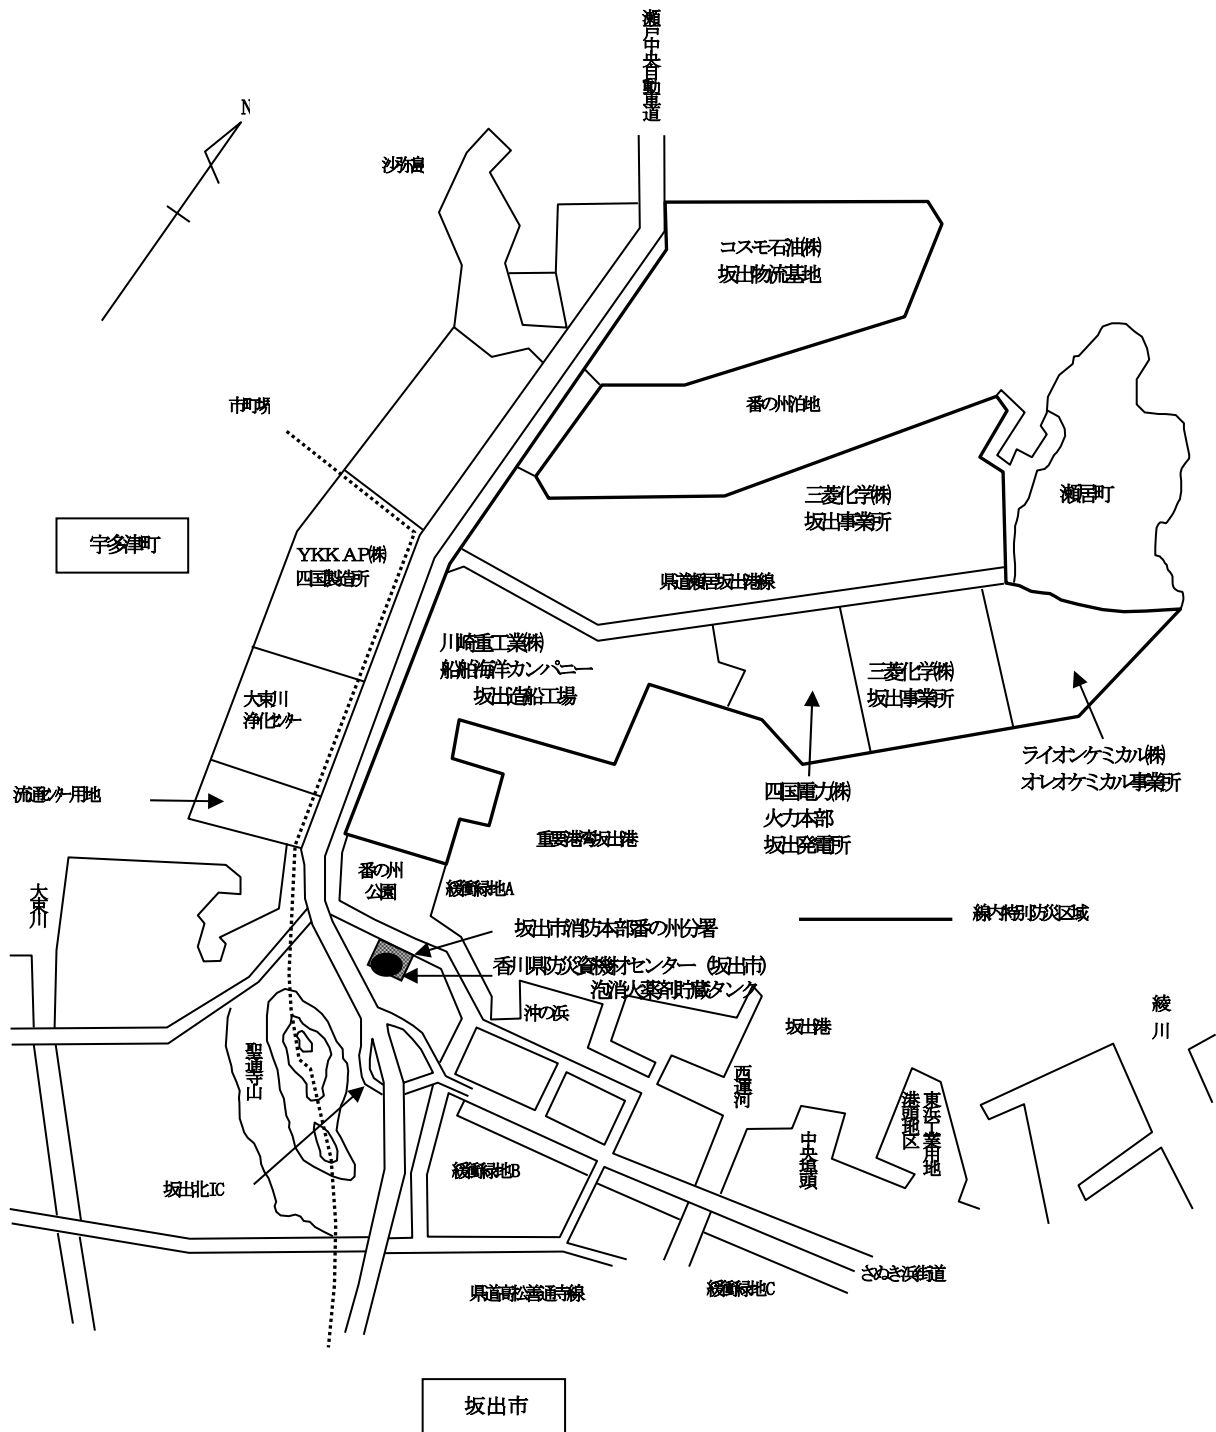 瀬戸中央自動車道
N
沙弥島
コスモ石油㈱
坂出物流基地
市町堺
番の州泊地
三菱化学㈱
坂出事業所
瀬居町
宇多津町
YKK AP㈱
四国製造所
県道瀬居坂出港線
川崎重工業㈱
船舶海洋カンパニー
坂出造船工場
三菱化学㈱
坂出事業所
大束川
浄化センター
ライオンケミカル㈱
オレオケミカル事業所
流通センター用地
四国電力㈱
火力本部
坂出発電所
重要港湾坂出港
番の州
公園
緩衝緑地A
大束川
線内特別防災区域
坂出市消防本部番の州分署
香川県防災資機材センター（坂出市）
泡消火薬剤貯蔵タンク
沖の浜
坂出港
綾川
聖通寺山
西運河
東浜工業用地
港頭地区
中央埠頭
坂出北IC
緩衝緑地B
さぬき浜街道
県道高松善通寺線
緩衝緑地C
坂出市